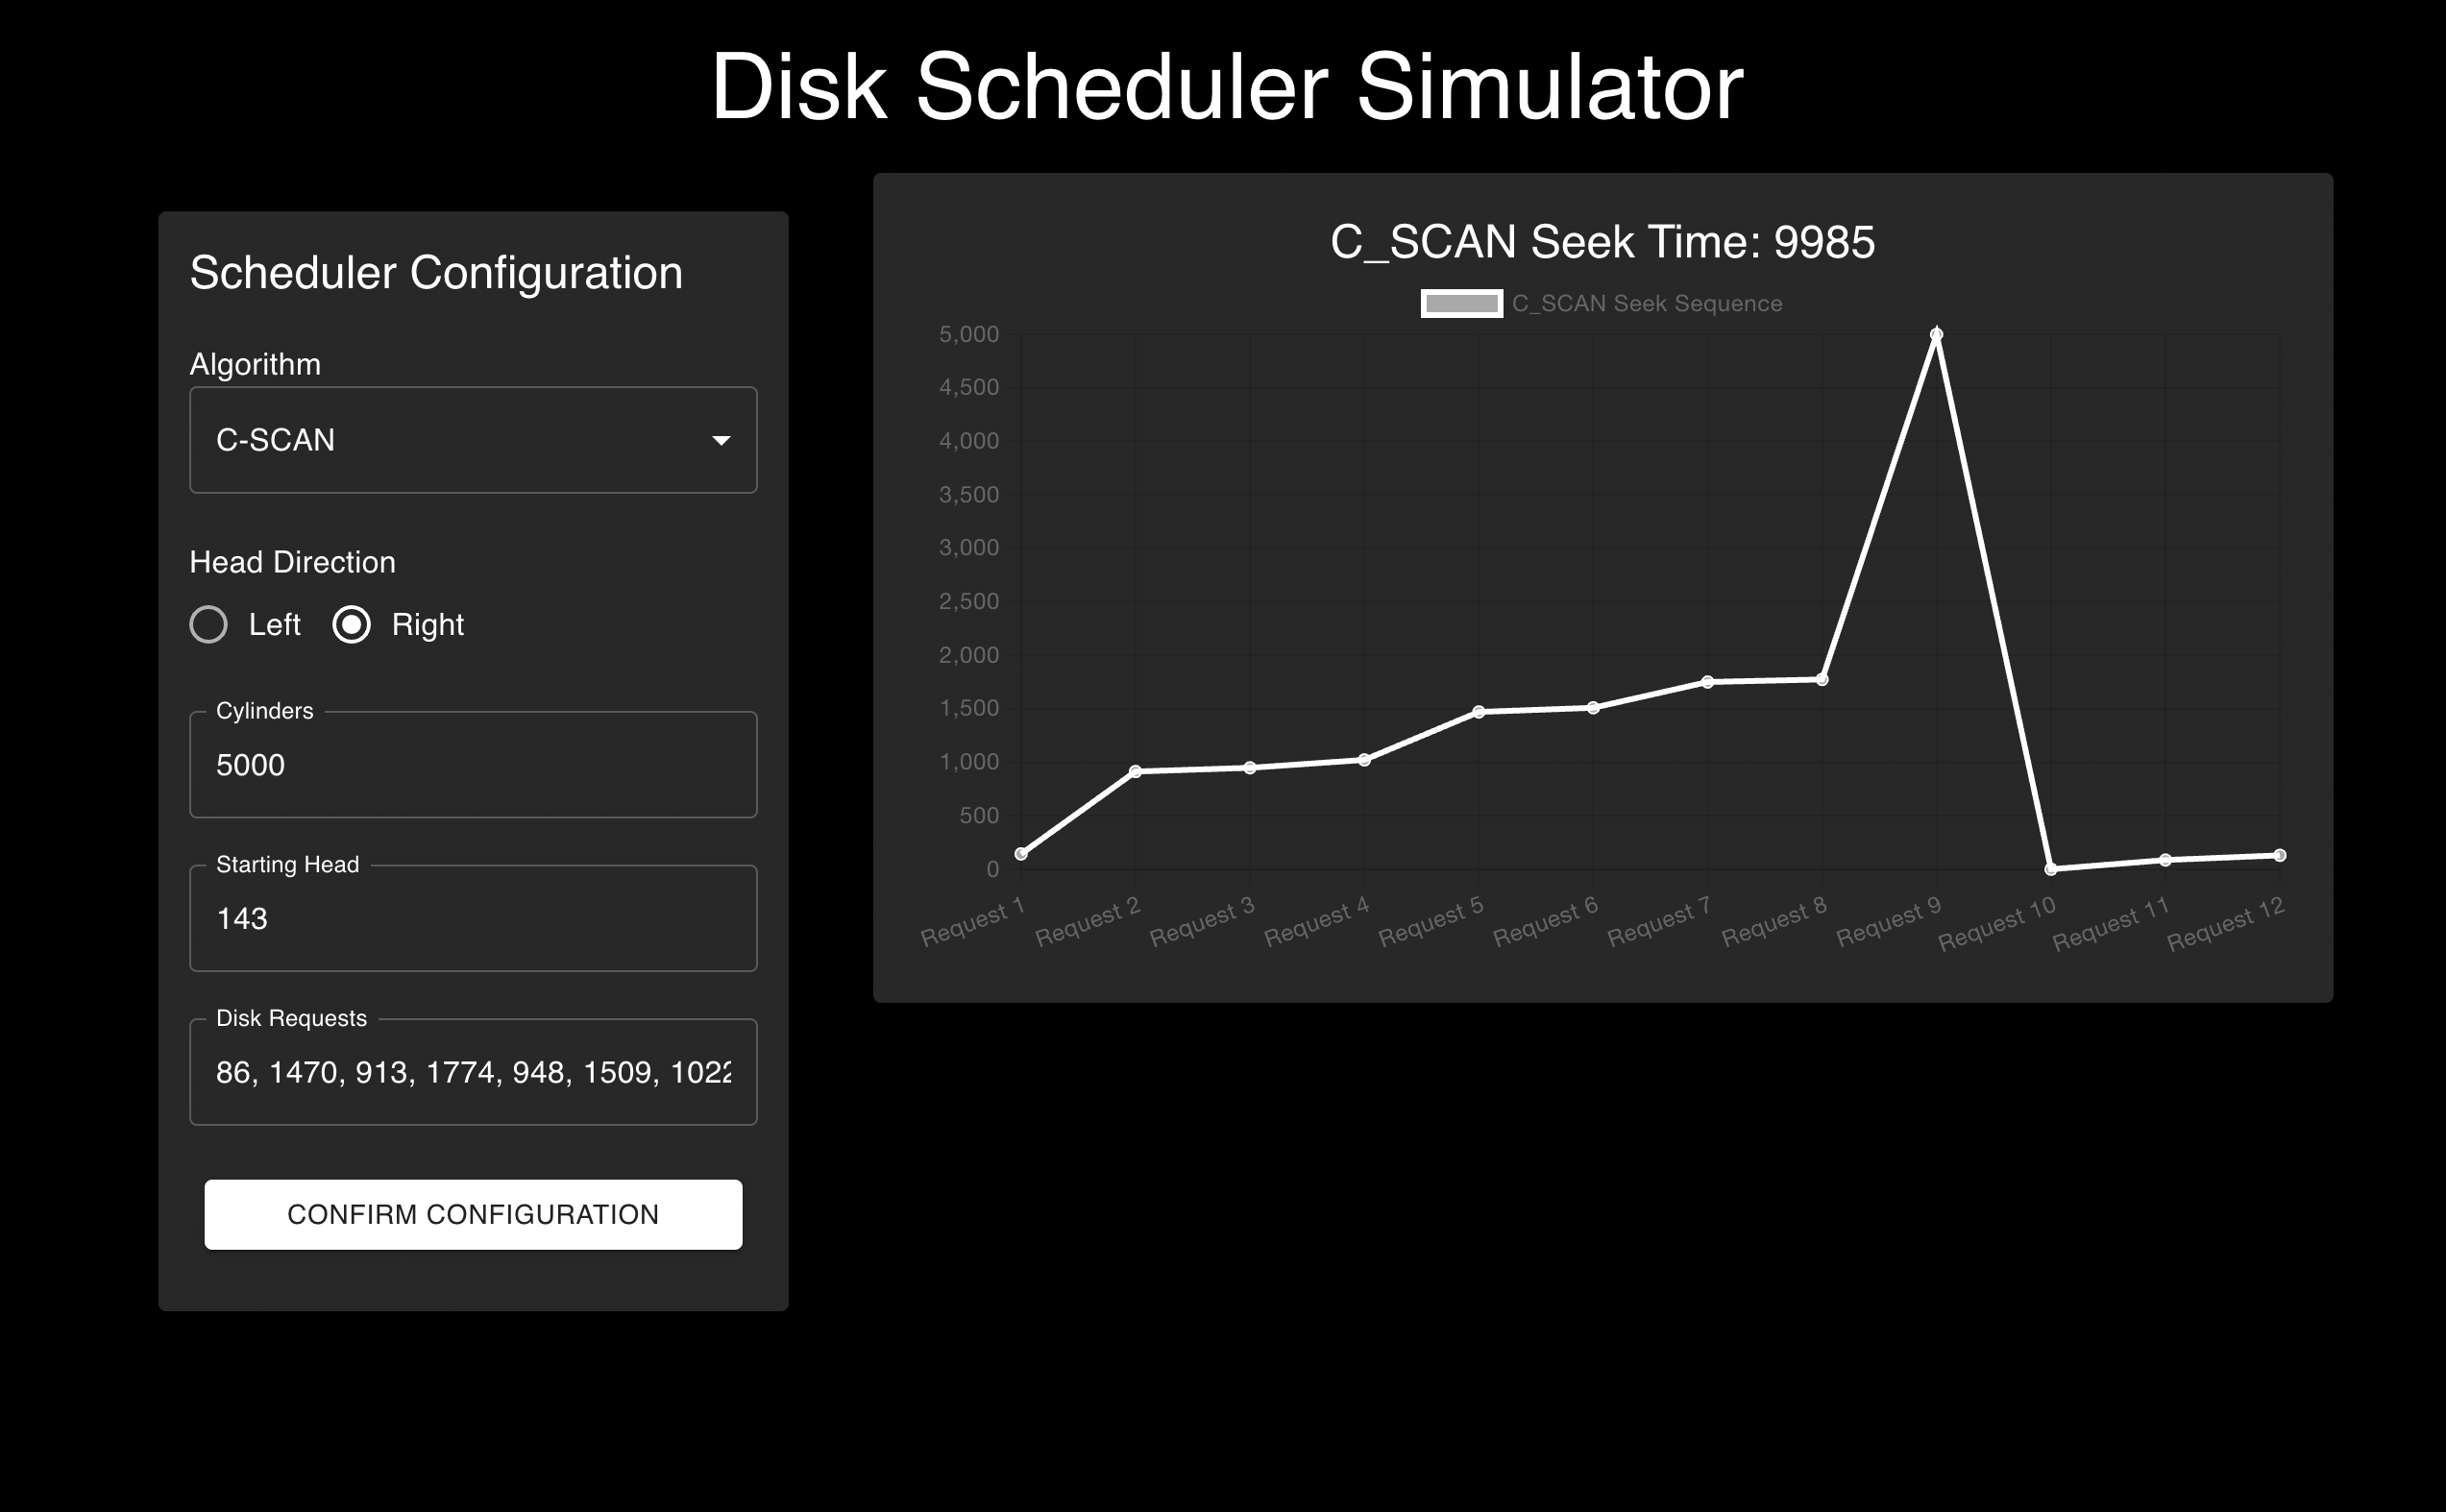 Disk Scheduler Simulator
Scheduler Configuration
Algorithm
C-SCAN
Head Direction
Left Right
Cylinders
5000
Starting Head
143
Disk Requests
86, 1470, 913, 1774, 948, 1509, 1022
CONFIRM CONFIGURATION
C_SCAN Seek Time: 9985
C_SCAN Seek Sequence
5,000
4,500
4,000
3,500
3,000
2,500
2,000
1,500
1,000
500
0
Request 1
Request 2
Request 3
Request 4
Request 5
Request 6
Request 7
Request 8
Request 9
Request 10
Request 11
Request 12